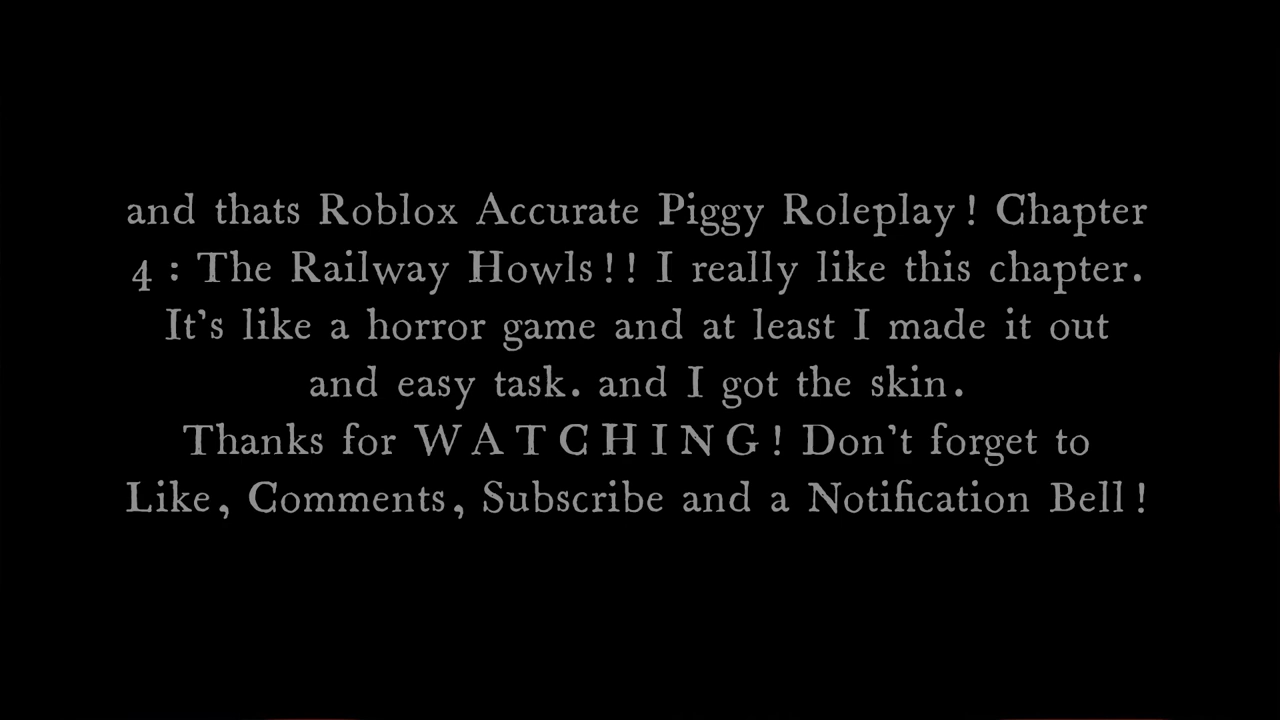 and thats Roblox Accurate Piggy Roleplay! Chapter
4: The Railway Howls!! I really like this chapter.
It's like a horror game and at least I made it out
and easy task. and I got the skin.
Thanks for WATCHING! Don't forget to
Like, Comments, Subscribe and a Notification Bell!